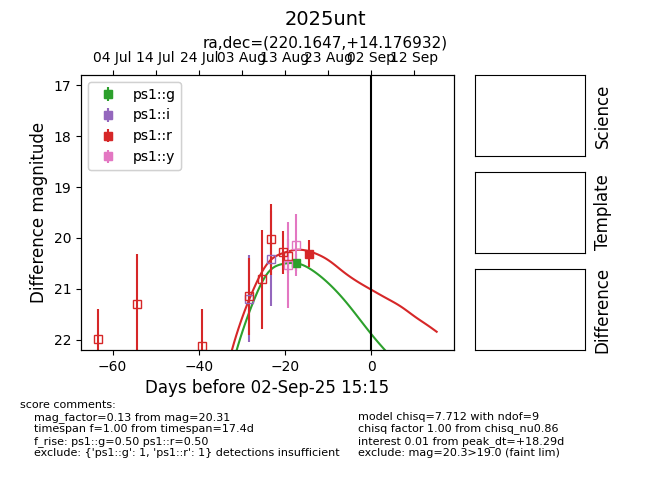 2025unt
ra,dec=(220.1647,+14.176932)
04 Jul 14 Jul 24 Jul 03 Aug 13 Aug 23 Aug 02 Sep 12 Sep
17
18
19
20
21
22
Difference magnitude
ps1::g
ps1::i
ps1::r
ps1::y
Science
Template
Difference
−60 −40 −20 0
Days before 02-Sep-25 15:15
score comments:
mag_factor=0.13 from mag=20.31
timespan f=1.00 from timespan=17.4d
f_rise: ps1::g=0.50 ps1::r=0.50
exclude: {'ps1::g': 1, 'ps1::r': 1} detections insufficient
model chisq=7.712 with ndof=9
chisq factor 1.00 from chisq_nu0.86
interest 0.01 from peak_dt=+18.29d
exclude: mag=20.3>19.0 (faint lim)